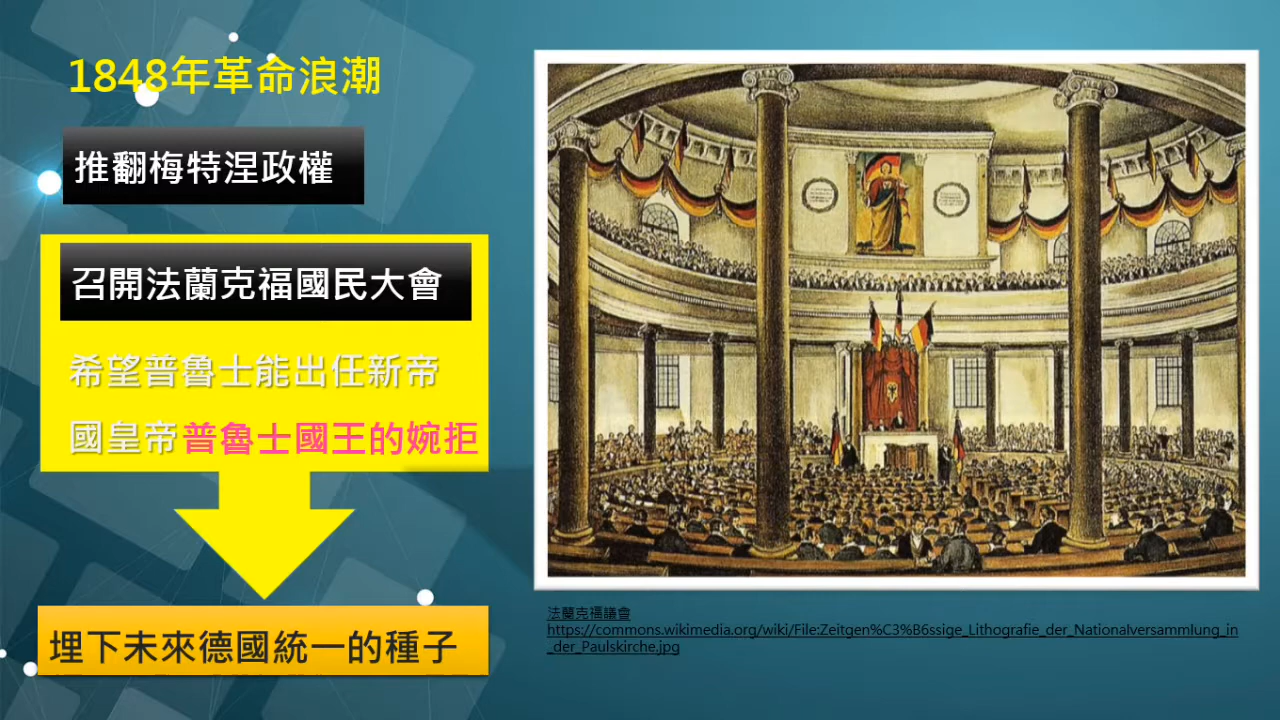 1848年革命浪潮
推翻梅特涅政權
召開法蘭克福國民大會
希望普魯士能出任新帝
國皇帝普魯士國王的婉拒
埋下未來德國統一的種子
法蘭克福議會
https://commons.wikimedia.org/wiki/File:Zeitgen%C3%B6ssige_Lithografie_der_Nationalversammlung_in
_der_Paulskirche.jpg